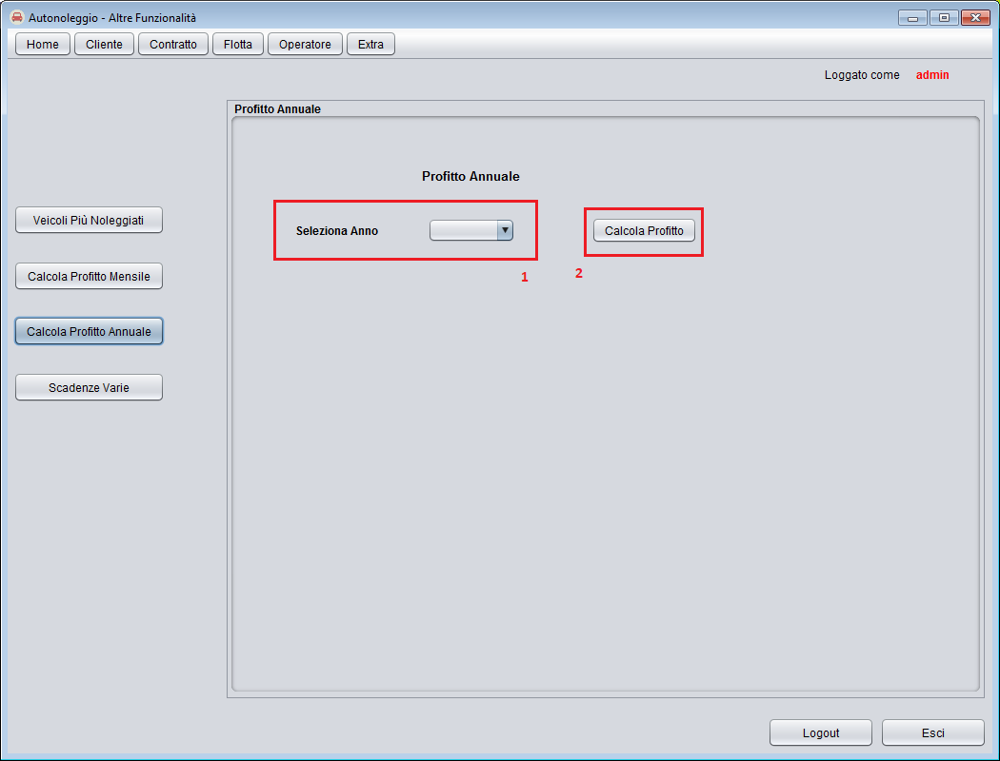 Autonoleggio - Altre Funzionalità
Home Cliente Contratto Flotta Operatore Extra
Loggato come admin
Profitto Annuale
Profitto Annuale
Veicoli Più Noleggiati
Seleziona Anno
Calcola Profitto
1
2
Calcola Profitto Mensile
Calcola Profitto Annuale
Scadenze Varie
Logout Esci